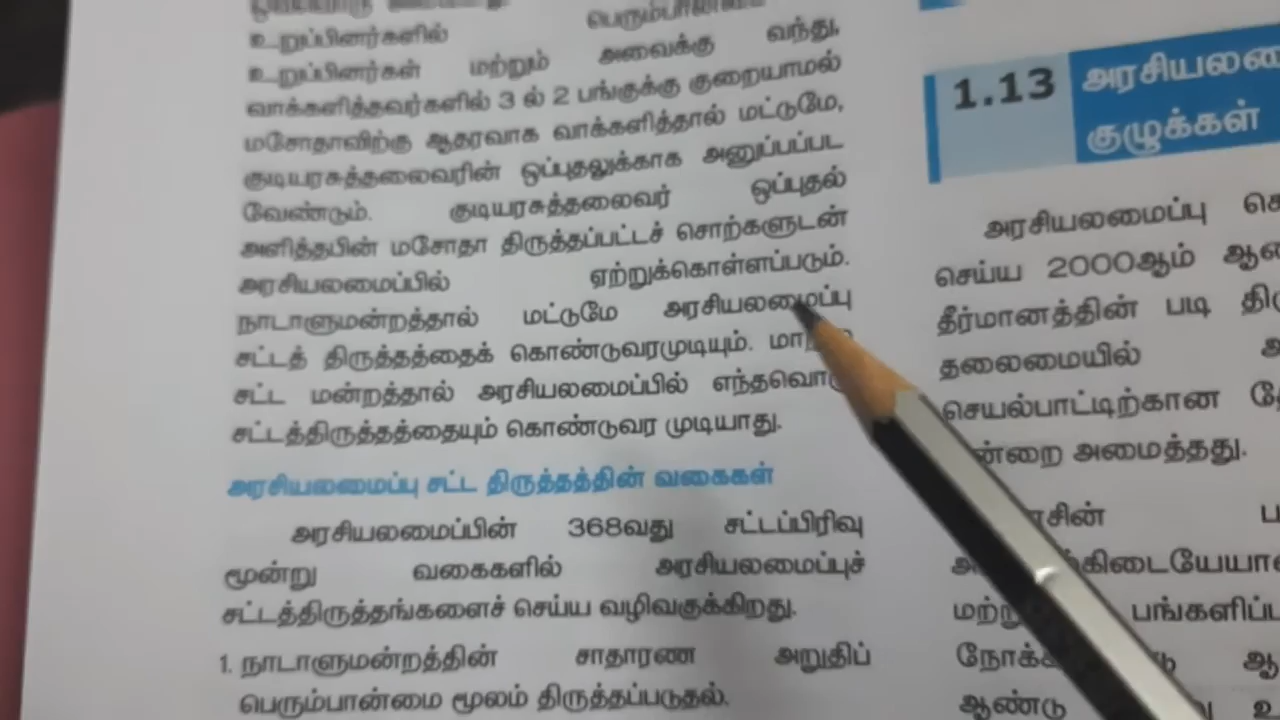 உறுப்பினர்களில்
உறுப்பினர்கள் மற்றும் அவைக்கு வந்து,
வாக்களித்தவர்களில் 3 ல் 2 பங்குக்கு குறையாமல்
மசோதாவிற்கு ஆதரவாக வாக்களித்தால் மட்டுமே,
குடியரசுத்தலைவரின் ஒப்புதலுக்காக அனுப்பப்பட
வேண்டும். குடியரசுத்தலைவர் ஒப்புதல்
அளித்தபின் மசோதா திருத்தப்பட்டச் சொற்களுடன்
அரசியலமைப்பில் ஏற்றுக்கொள்ளப்படும்.
நாடாளுமன்றத்தால் மட்டுமே அரசியலமைப்பு
சட்டத் திருத்தத்தைக் கொண்டுவரமுடியும்.
சட்ட மன்றத்தால் அரசியலமைப்பில்
சட்டத்திருத்தத்தையும் கொண்டுவர முடியாது.
அரசியலமைப்பு சட்ட திருத்தத்தின் வகைகள்
அரசியலமைப்பின் 368வது சட்டப்பிரிவு
மூன்று வகைகளில் அரசியலமைப்புச்
சட்டத்திருத்தங்களைச் செய்ய வழிவகுக்கிறது.
1. நாடாளுமன்றத்தின் சாதாரண அறுதிப்
பெரும்பான்மை மூலம் திருத்தப்படுதல்.
1.13
குழுக்கள்
அரசியலமைப்பு
செய்ய 2000ஆம்
தீர்மானத்தின் படி
தலைமையில்
செயல்பாட்டிற்கான
அமைத்தது.
ஆண்டு